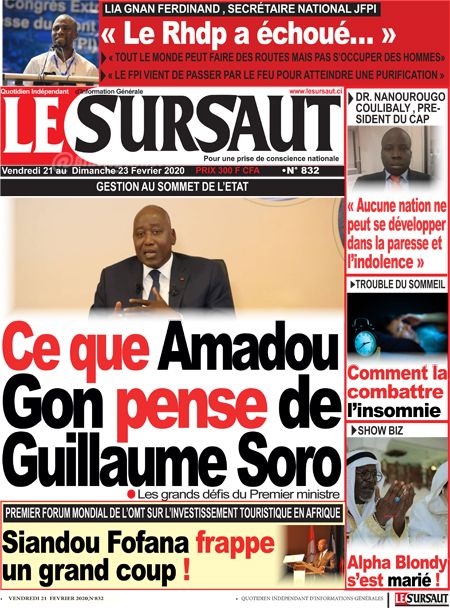 Congrès Extr
LIA GNAN FERDINAND , SECRÉTAIRE NATIONAL JFPI
« Le Rhdp a échoué... »
• « TOUT LE MONDE PEUT FAIRE DES ROUTES MAIS PAS S'OCCUPER DES HOMMES»
• « LE FPI VIENT DE PASSER PAR LE FEU POUR ATTEINDRE UNE PURIFICATION »
Quotidien Indépendant d'Information Générale
www.lesursaut.ci
LE SURSAUT
Pour une prise de conscience nationale
Vendredi 21 au Dimanche 23 Fevrier 2020 PRIX 300 F CFA •N° 832
GESTION AU SOMMET DE L'ETAT
Ce que Amadou
Gon pense de
Guillaume Soro
Les grands défis du Premier ministre
PREMIER FORUM MONDIAL DE L'OMT SUR L'INVESTISSEMENT TOURISTIQUE EN AFRIQUE
Siandou Fofana frappe
un grand coup !
DR. NANOUROUGO
COULIBALY , PRE-
SIDENT DU CAP
« Aucune nation ne
peut se développer
dans la paresse et
l'indolence »
TROUBLE DU SOMMEIL
Comment la
combattre
l'insomnie
SHOW BIZ
Alpha Blondy
s'est marié !
• VENDREDI 21 FEVRIER 2020;N 832
• QUOTIDIEN INDÉPENDANT D'INFORMATIONS GÉNÉRALES-
LE SURSAUT